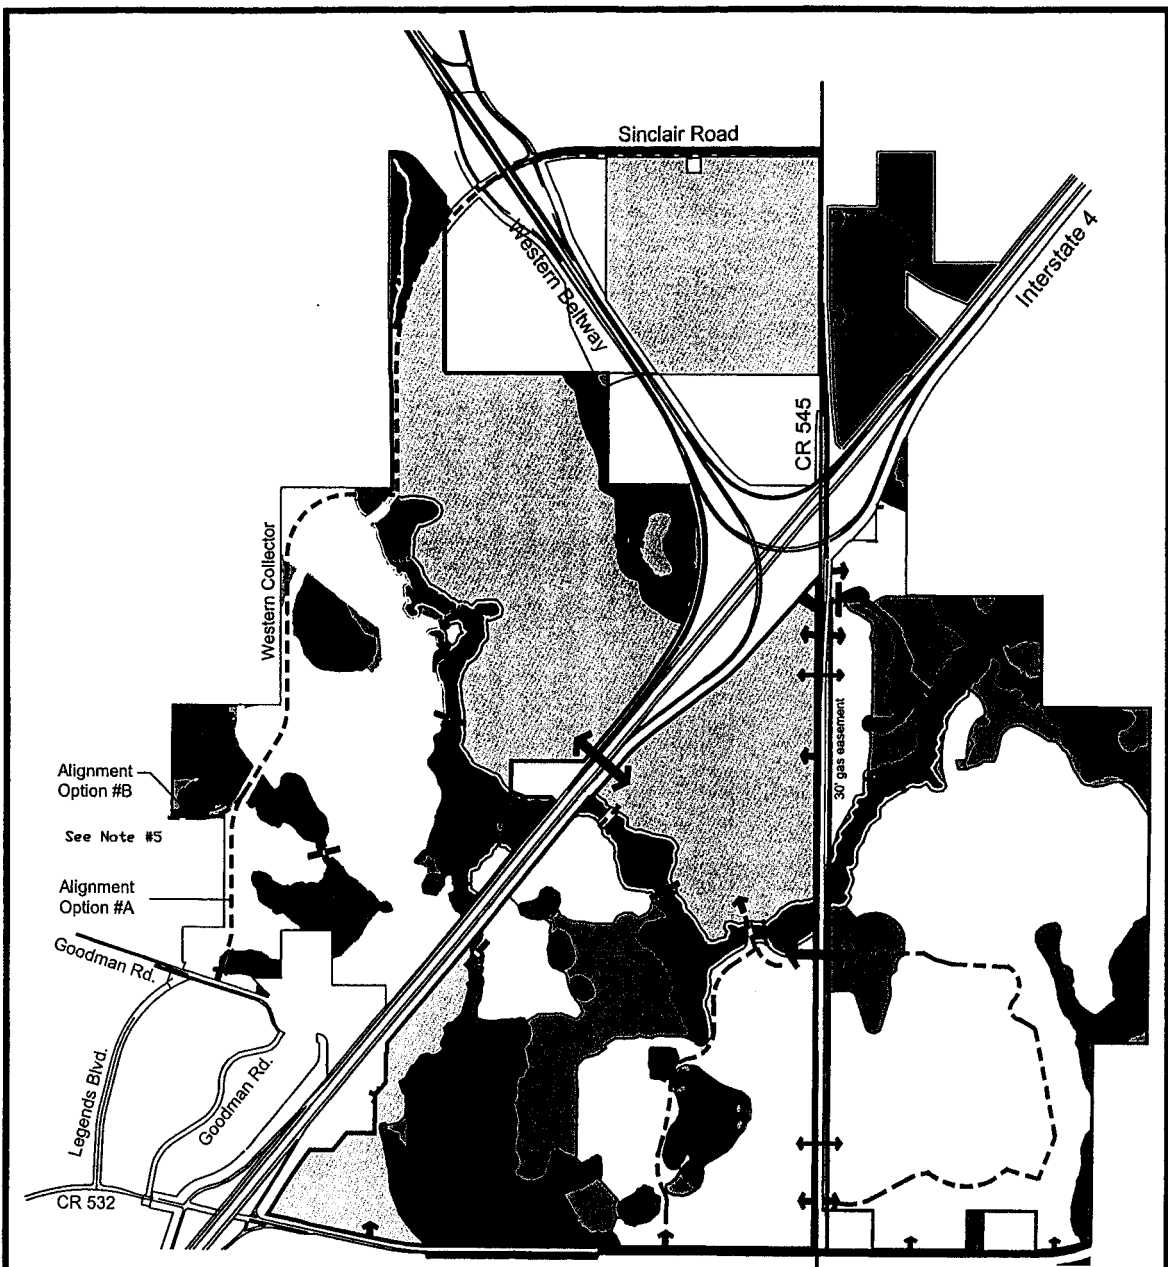 Sinclair Road
Western Beltway
Interstate 4
CR 545
Western Collector
30' gas easement
Alignment
Option #B
See Note #5
Alignment
Option #A
Goodman Rd.
Legends Blvd.
Goodman Rd.
CR 532